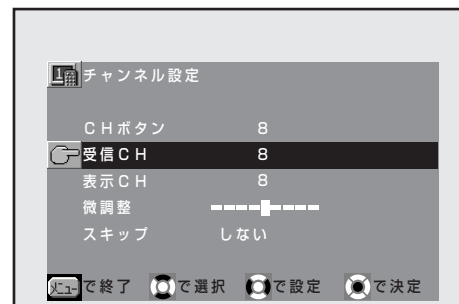 1 チャンネル設定
CHボタン 8
受信CH 8
表示CH 8
微調整
スキップ しない
メニュー で終了 で選択 で設定 で決定